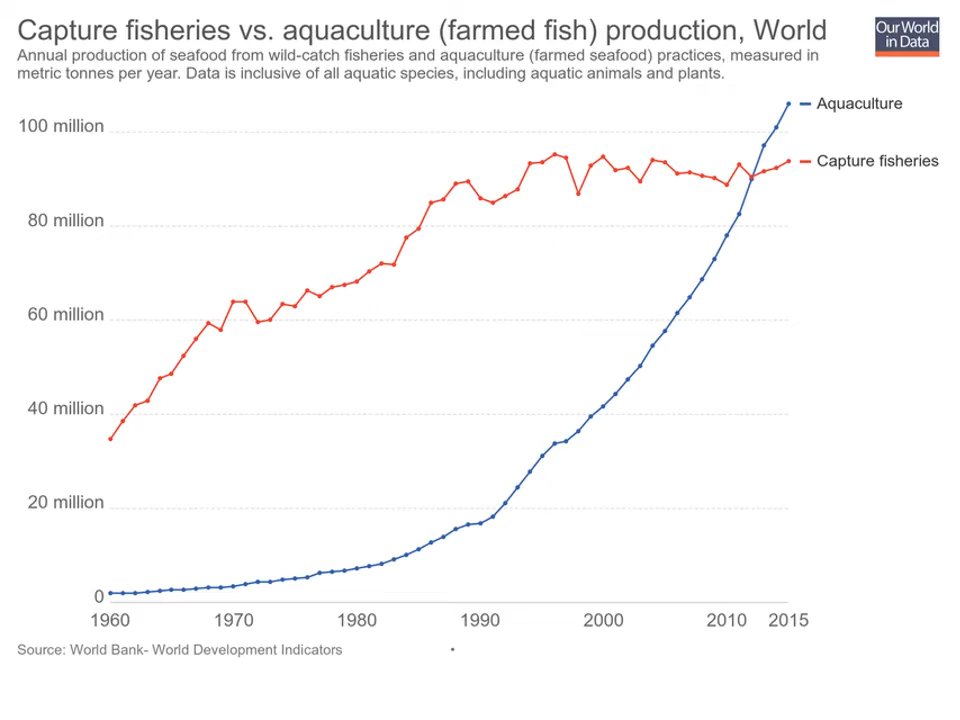 Capture fisheries vs. aquaculture (farmed fish) production, World
Our World
in Data
Annual production of seafood from wild-catch fisheries and aquaculture (farmed seafood) practices, measured in
metric tonnes per year. Data is inclusive of all aquatic species, including aquatic animals and plants.
Aquaculture
100 million
Capture fisheries
80 million
60 million
40 million
20 million
0
1960 1970 1980 1990 2000 2010 2015
Source: World Bank- World Development Indicators